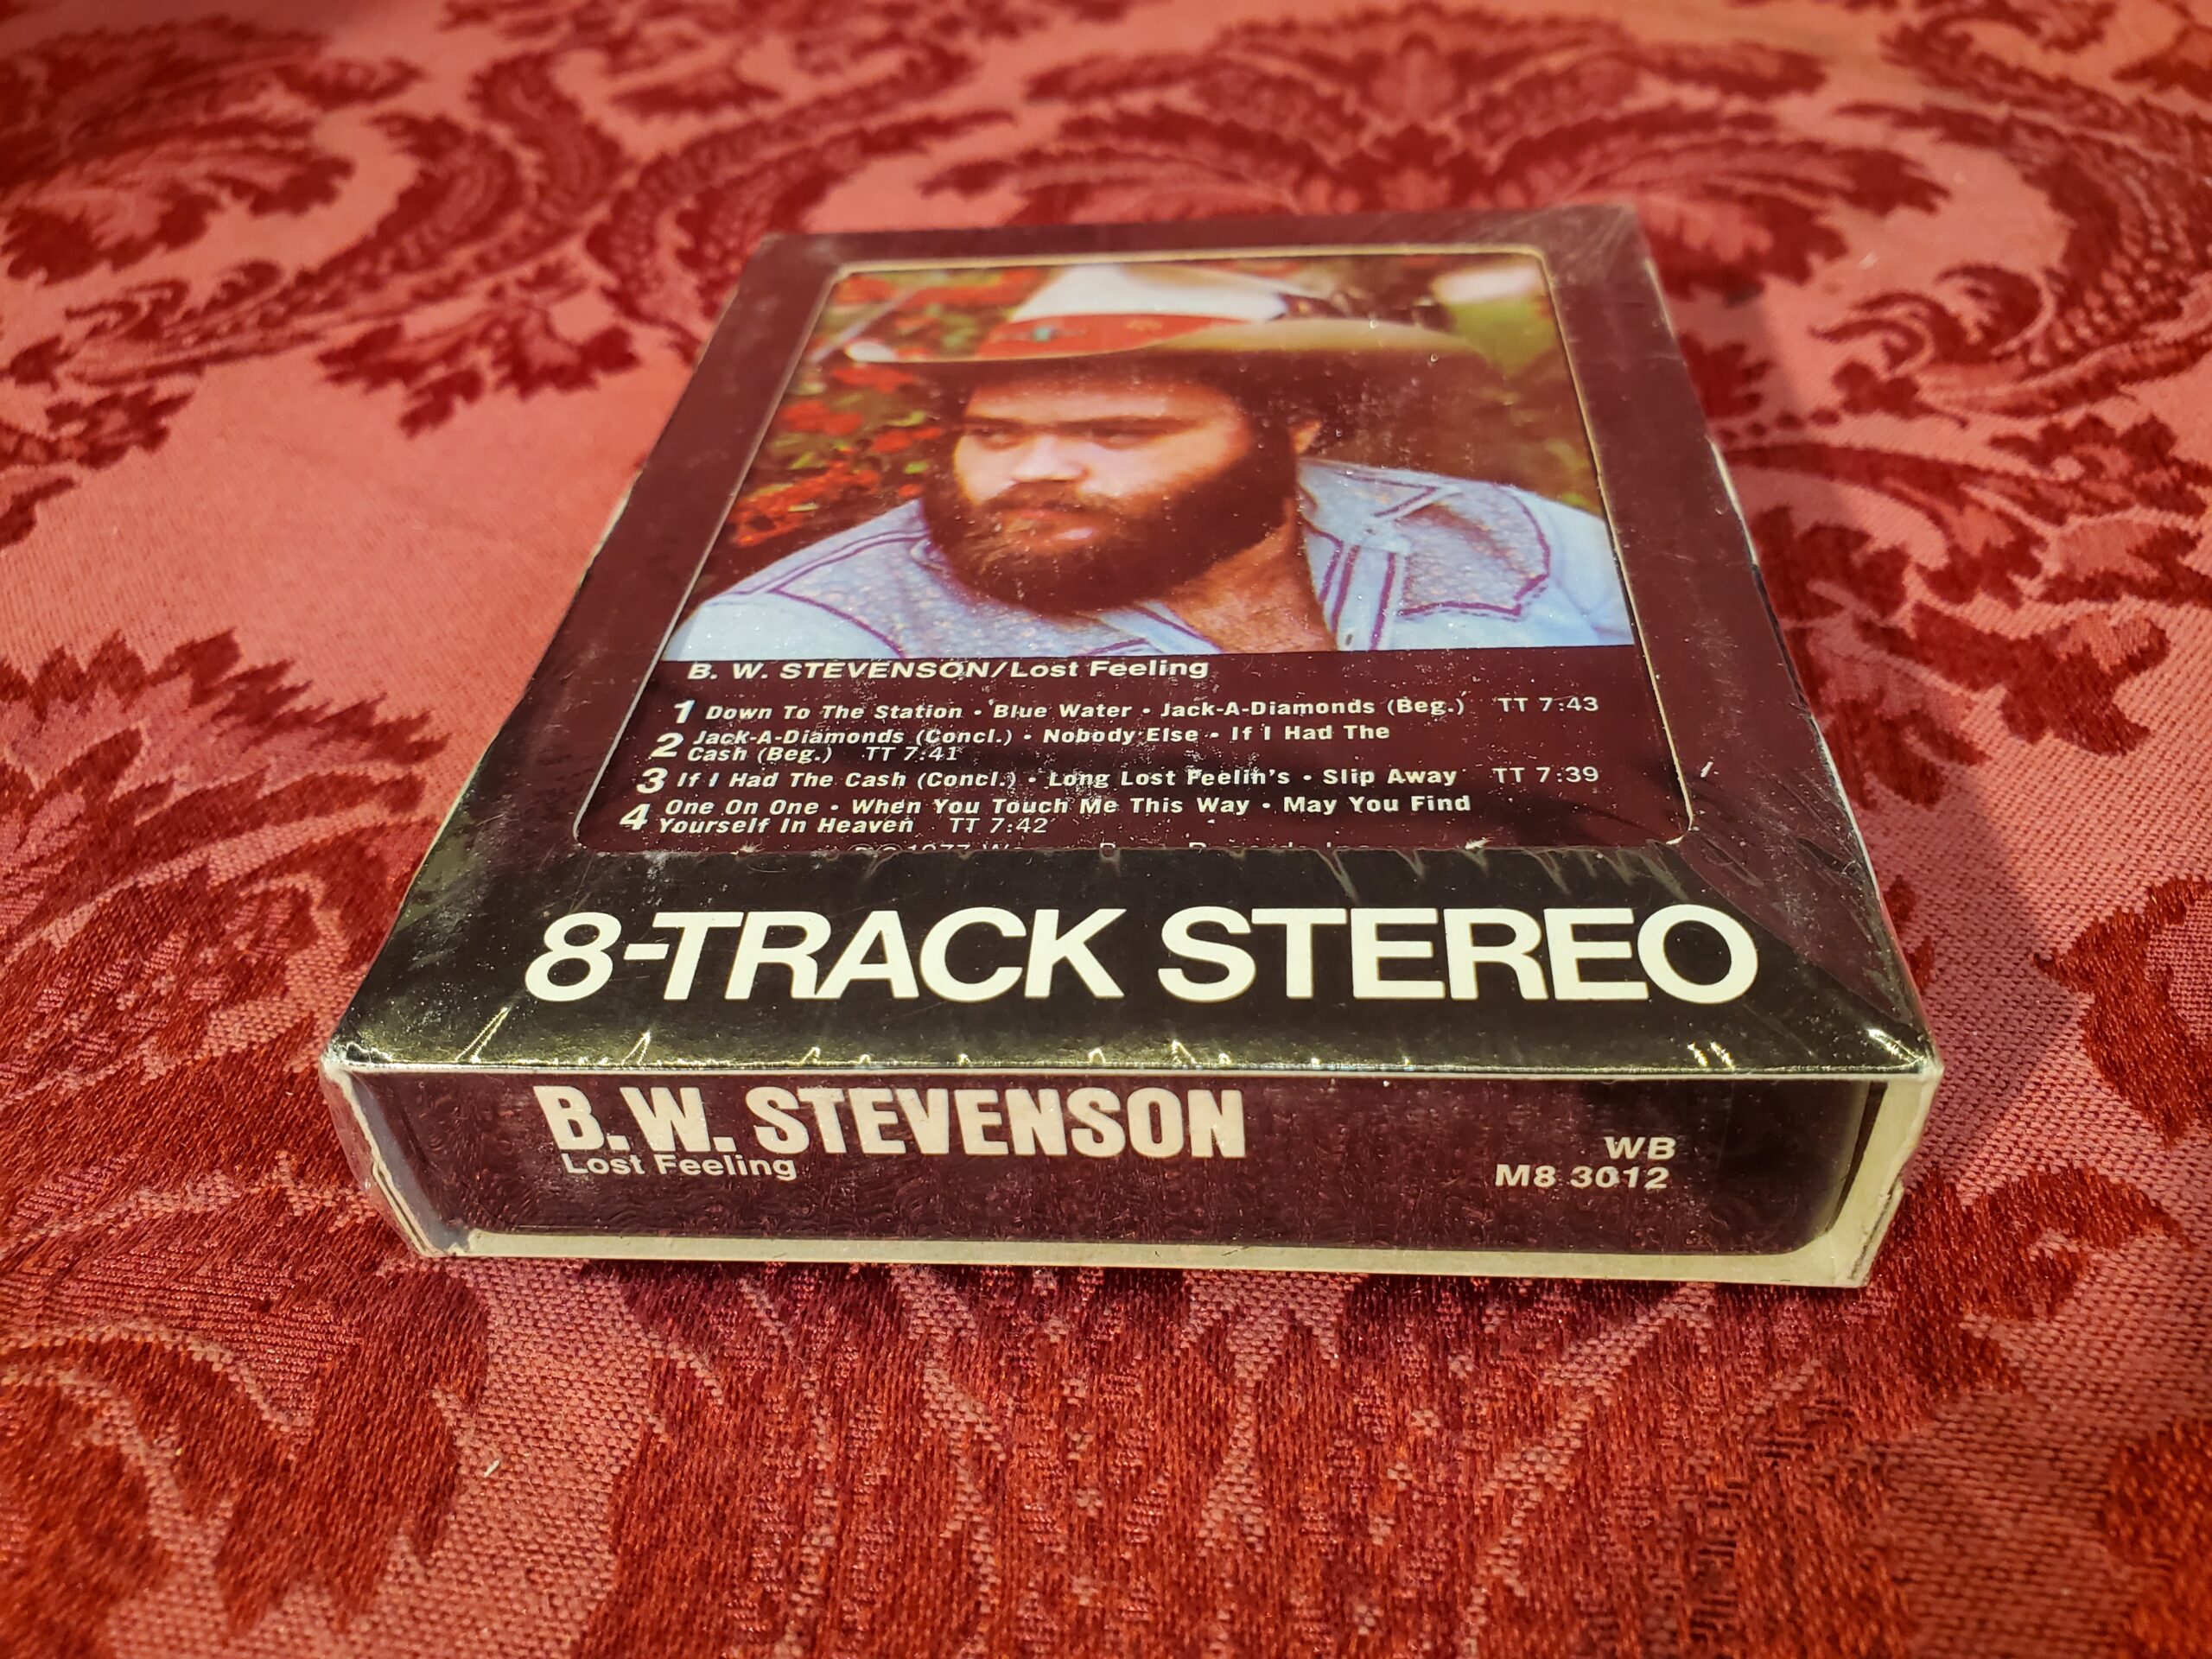 B. W. STEVENSON/Lost Feeling
1 Down To The Station • Blue Water • Jack-A-Diamonds (Beg.) TT 7:43
2 Jack-A-Diamonds (Concl.) • Nobody Else • If I Had The
Cash (Beg.) TT 7:41
3 If I Had The Cash (Concl.) • Long Lost Feelin's • Slip Away TT 7:39
4 One On One • When You Touch Me This Way • May You Find
Yourself In Heaven TT 7:42
8-TRACK STEREO
B.W. STEVENSON
Lost Feeling
WB
M8 3012